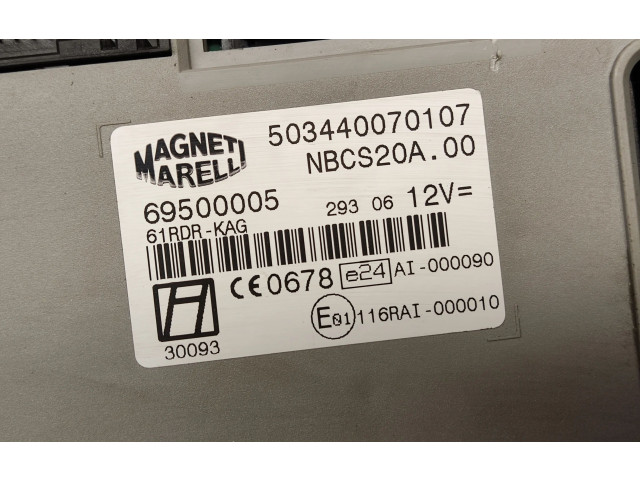 MAGNETI
MARELLI
503440070107
NBCS20A.00
69500005
293 06 12V=
61RDR-KAG
CE0678 e24 AI-000090
E01 116RAI-000010
30093